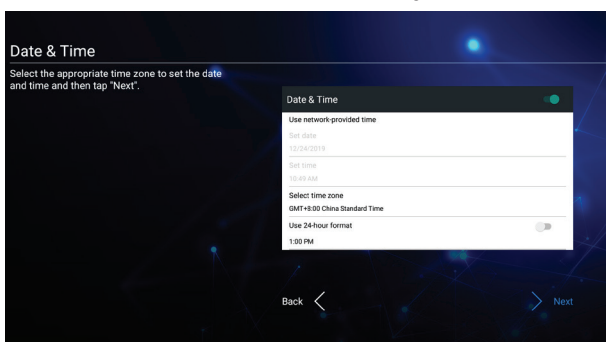 Date & Time
Select the appropriate time zone to set the date
and time and then tap "Next".
Date & Time
Use network-provided time
Set date
12/24/2019
Set time
10:49 AM
Select time zone
GMT+8:00 China Standard Time
Use 24-hour format
1:00 PM
Back
Next